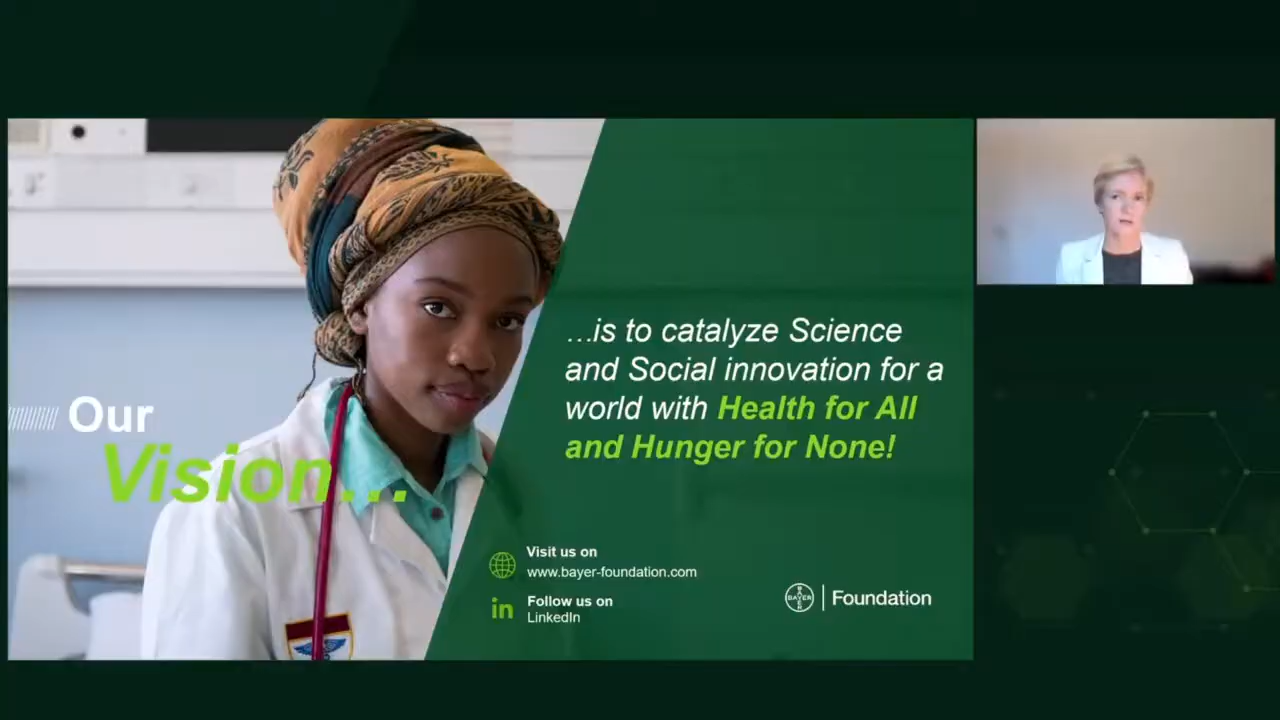 Our
Vision...
...is to catalyze Science
and Social innovation for a
world with Health for All
and Hunger for None!
Visit us on
www.bayer-foundation.com
in
Follow us on
LinkedIn
BAYER
Foundation